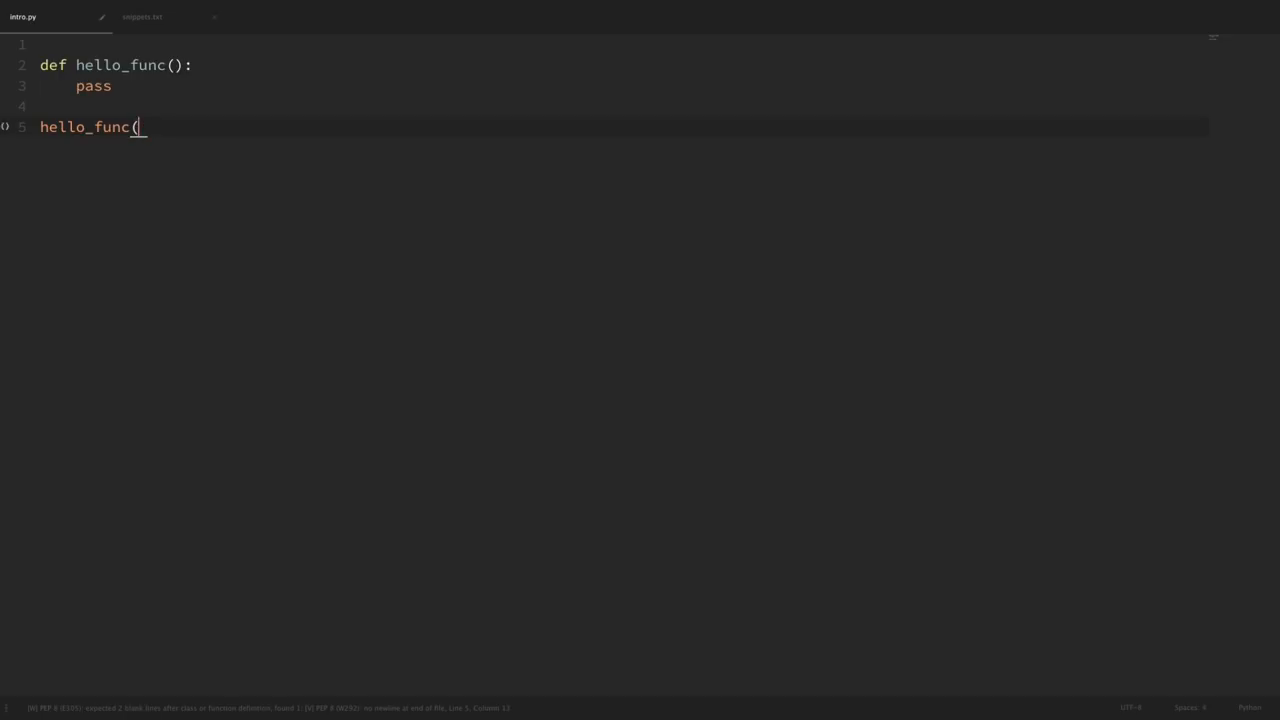 intro.py
snippets.txt
1
2 def hello_func():
3 pass
4
5 hello_func(
[W] PEP 8 (E305): expected 2 blank lines after class or function definition, found 1; [V] PEP 8 (W292): no newline at end of file, Line 5, Column 13
UTF-8
Spaces: 4
Python